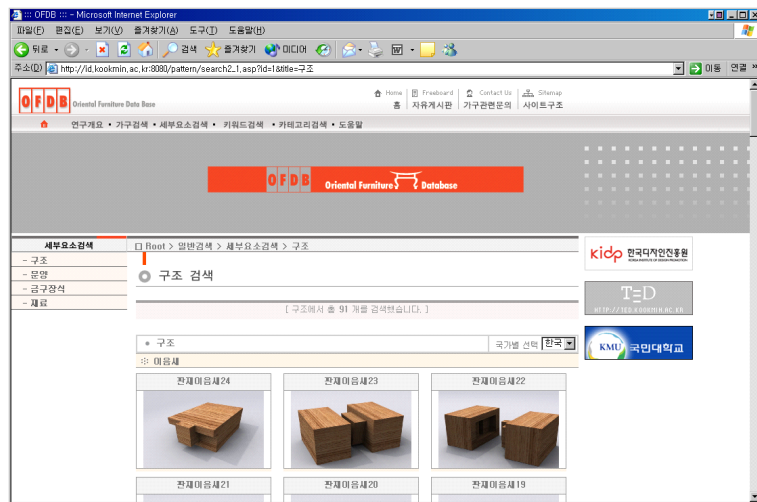 ::: OFDB ::: - Microsoft Internet Explorer
파일(F) 편집(E) 보기(V) 즐겨찾기(A) 도구(T) 도움말(H)
뒤로 검색 즐겨찾기 미디어
주소(D) http://id.kookmin.ac.kr:8080/pattern/search2_1.asp?id=1&title=구조 이동 연결 »
OFDB Oriental Furniture Data Base
Home Freeboard Contact Us Sitemap
홈 자유게시판 가구관련문의 사이트구조
연구개요 • 가구검색 • 세부요소검색 • 키워드검색 • 카테고리검색 • 도움말
OFDB Oriental Furniture Database
세부요소검색
- 구조
- 문양
- 금구장식
- 재료
Root > 일반검색 > 세부요소검색 > 구조
구조 검색
[ 구조에서 총 91 개를 검색했습니다. ]
구조 국가별 선택 한국
이음새
판재이음새24 판재이음새23 판재이음새22
판재이음새21 판재이음새20 판재이음새19
kidp 한국디자인진흥원
KOREA INSTITUTE OF DESIGN PROMOTION
TED
HTTP://TED.KOOKMIN.AC.KR
KMU 국민대학교